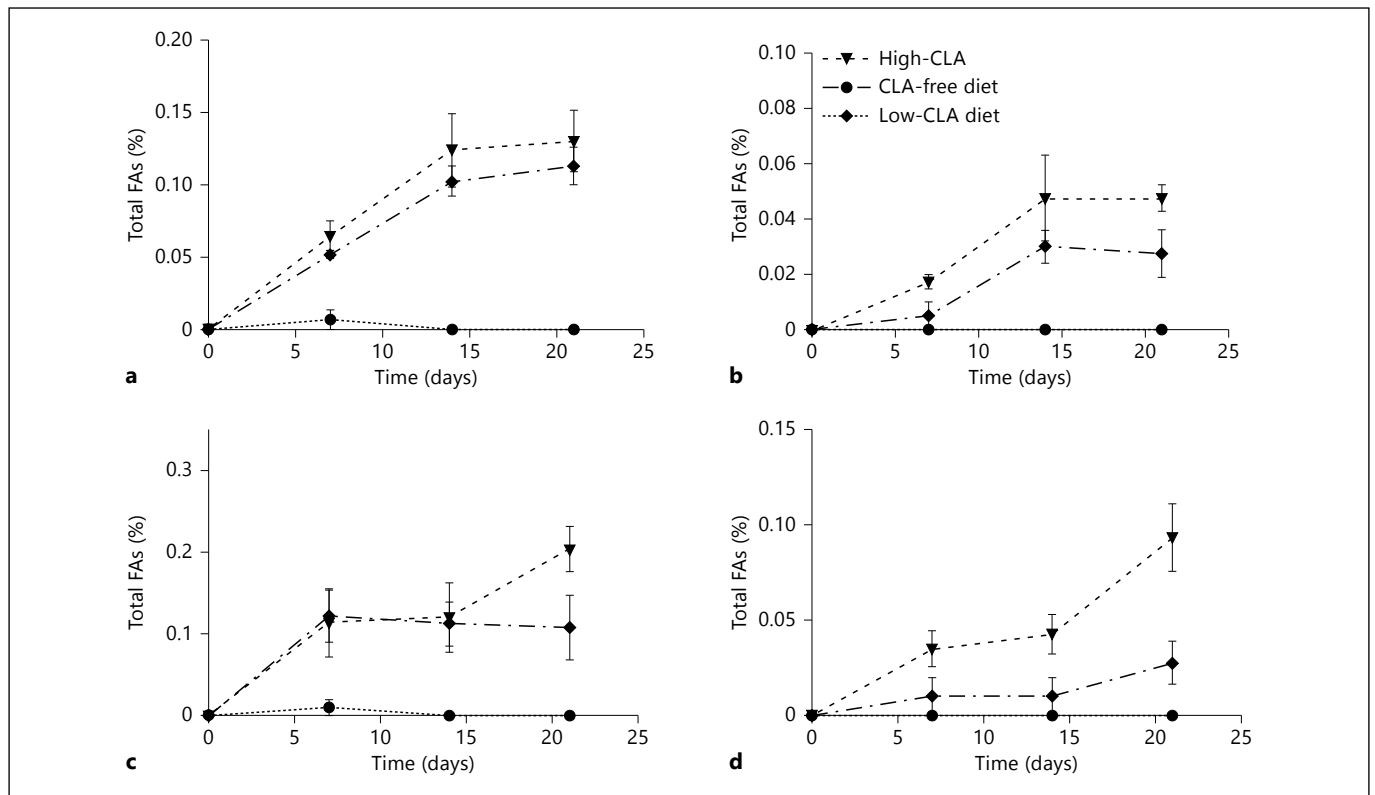 0.20
0.15
0.10
0.05
0
Total FAs (%)
0 5 10 15 20 25
Time (days)
a
0.10
0.08
0.06
0.04
0.02
0
Total FAs (%)
High-CLA
CLA-free diet
Low-CLA diet
0 5 10 15 20 25
Time (days)
b
0.3
0.2
0.1
0
Total FAs (%)
0 5 10 15 20 25
Time (days)
c
0.15
0.10
0.05
0
Total FAs (%)
0 5 10 15 20 25
Time (days)
d